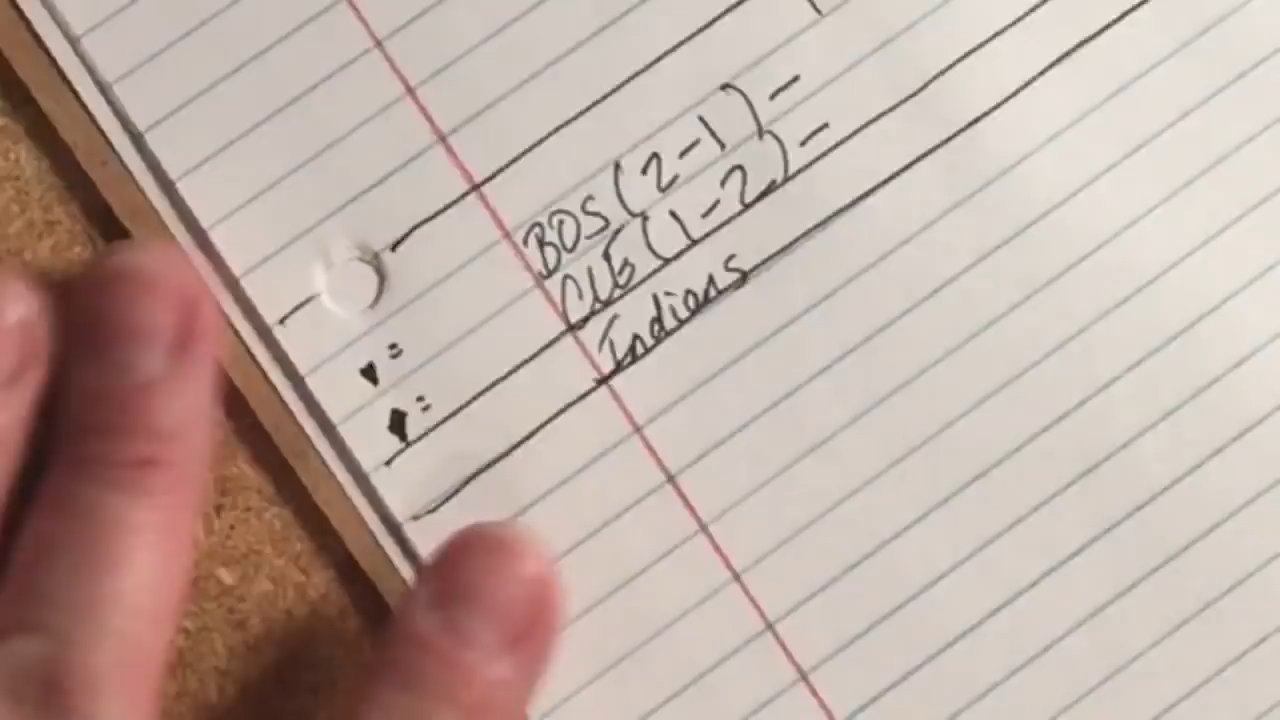 BOS (2-1) -
CLE (1-2) -
Indians
♥ =
♦ =